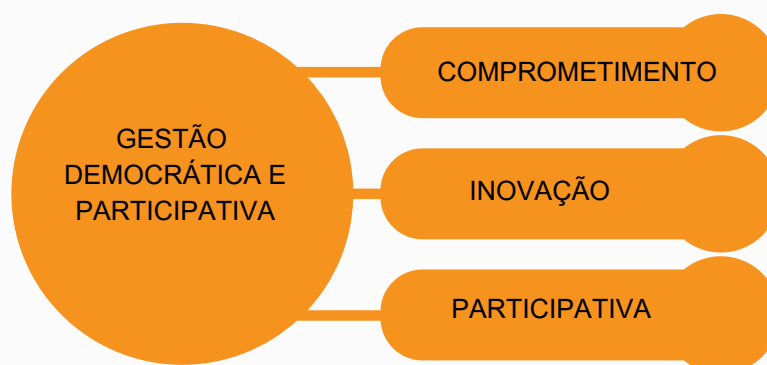 GESTÃO
DEMOCRÁTICA E
PARTICIPATIVA
COMPROMETIMENTO
INOVAÇÃO
PARTICIPATIVA